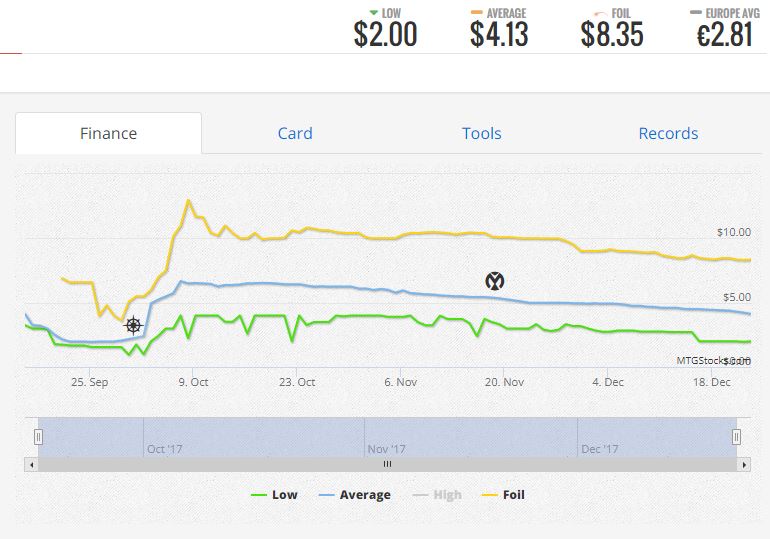 LOW AVERAGE FOIL EUROPE AVG
$2.00 $4.13 $8.35 €2.81
Finance Card Tools Records
$10.00
$5.00
MTGStocks.com
$0.00
25. Sep 9. Oct 23. Oct 6. Nov 20. Nov 4. Dec 18. Dec
Oct '17 Nov '17 Dec '17
Low Average High Foil